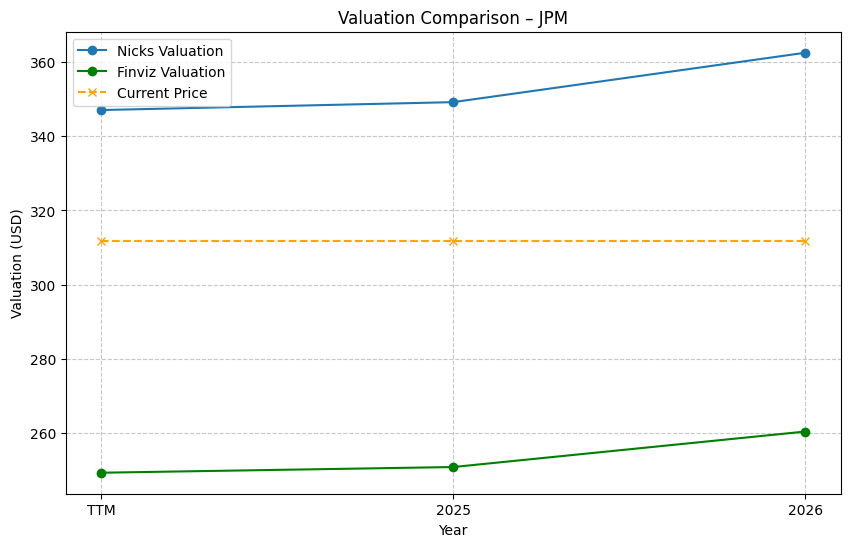 Valuation Comparison – JPM
Nicks Valuation
Finviz Valuation
Current Price
Valuation (USD)
360
340
320
300
280
260
TTM
2025
2026
Year